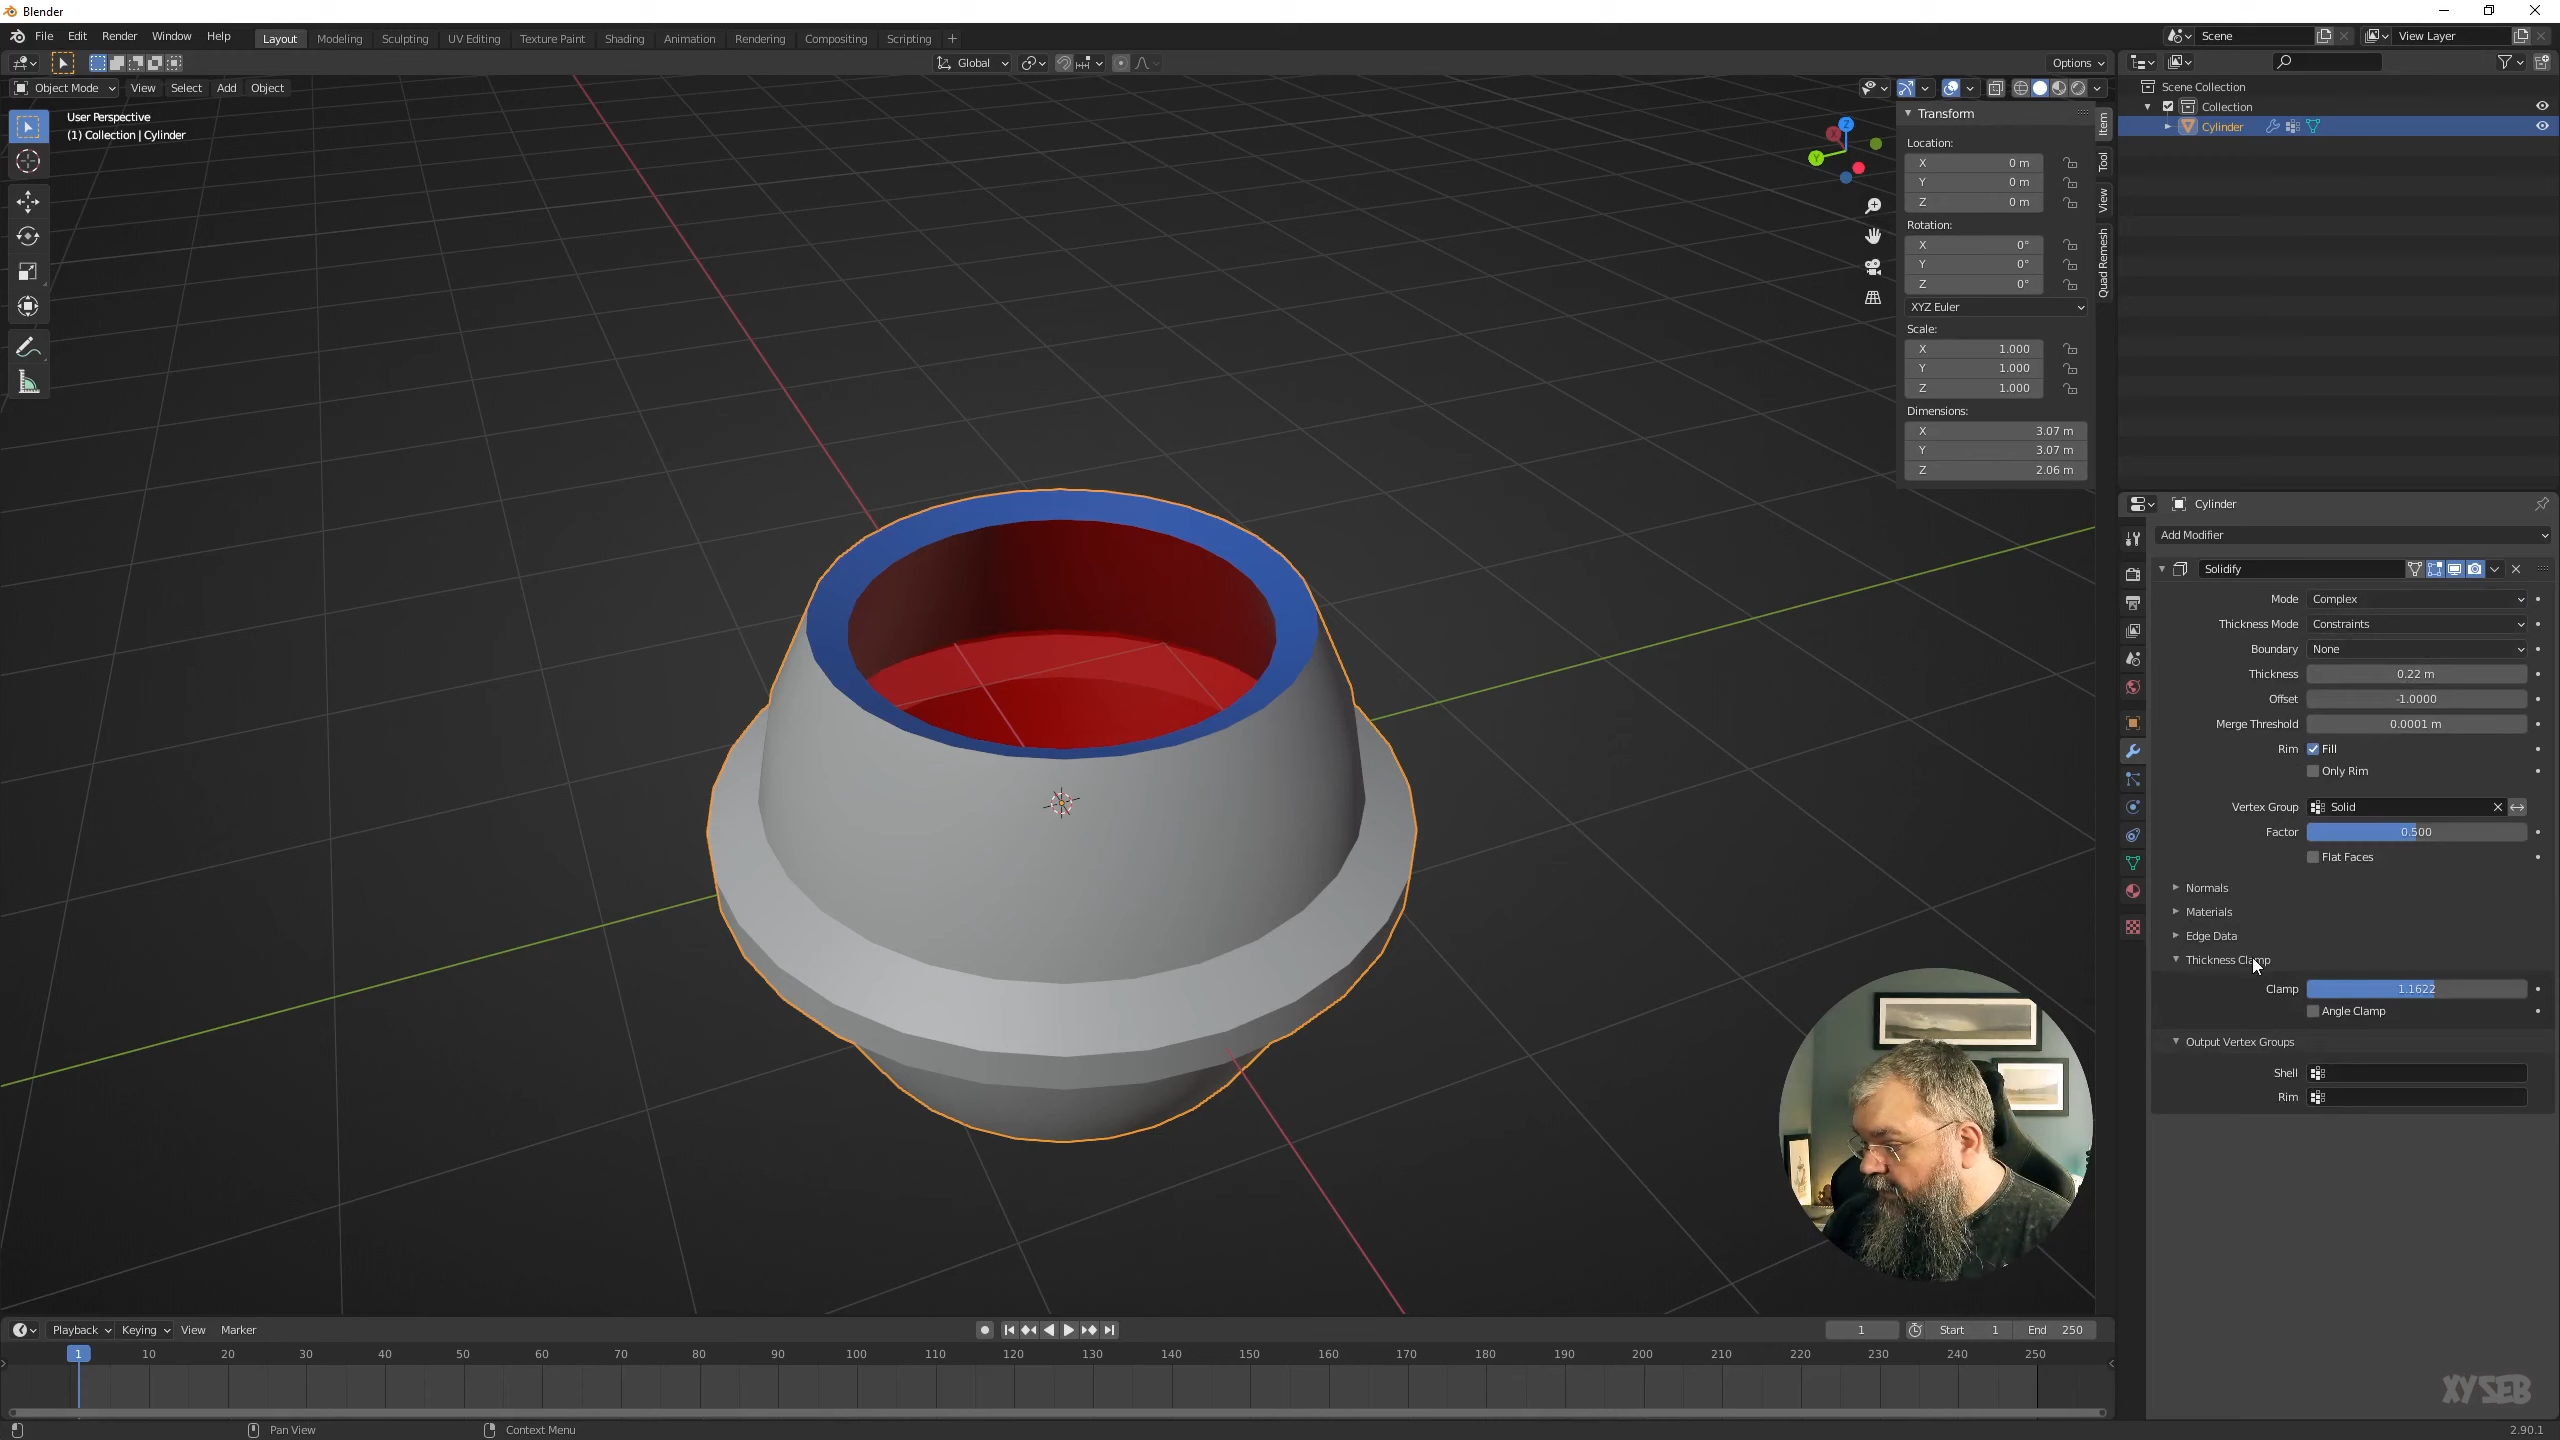 Blender
File Edit Render Window Help Layout Modeling Sculpting UV Editing Texture Paint Shading Animation Rendering Compositing Scripting + Scene View Layer
Global Options
Object Mode View Select Add Object
User Perspective
(1) Collection | Cylinder
Z
X
Y
Transform
Location:
X 0 m
Y 0 m
Z 0 m
Rotation:
X 0°
Y 0°
Z 0°
XYZ Euler
Scale:
X 1.000
Y 1.000
Z 1.000
Dimensions:
X 3.07 m
Y 3.07 m
Z 2.06 m
Item
Tool
View
Quad Remesh
Scene Collection
Collection
Cylinder
Cylinder
Add Modifier
Solidify
Mode Complex
Thickness Mode Constraints
Boundary None
Thickness 0.22 m
Offset -1.0000
Merge Threshold 0.0001 m
Rim Fill
Only Rim
Vertex Group Solid
Factor 0.500
Flat Faces
Normals
Materials
Edge Data
Thickness Clamp
Clamp 1.1622
Angle Clamp
Output Vertex Groups
Shell
Rim
Playback Keying View Marker 1 Start 1 End 250
1 10 20 30 40 50 60 70 80 90 100 110 120 130 140 150 160 170 180 190 200 210 220 230 240 250
XYSEB
Pan View Context Menu 2.90.1